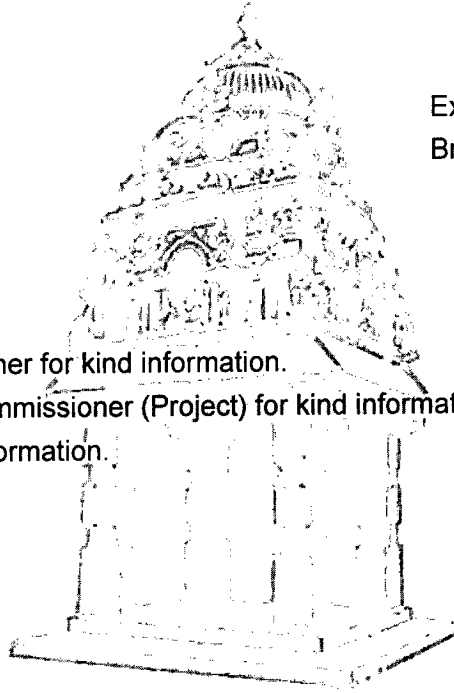 Ex
Br
ner for kind information.
mmissioner (Project) for kind informat
ormation.